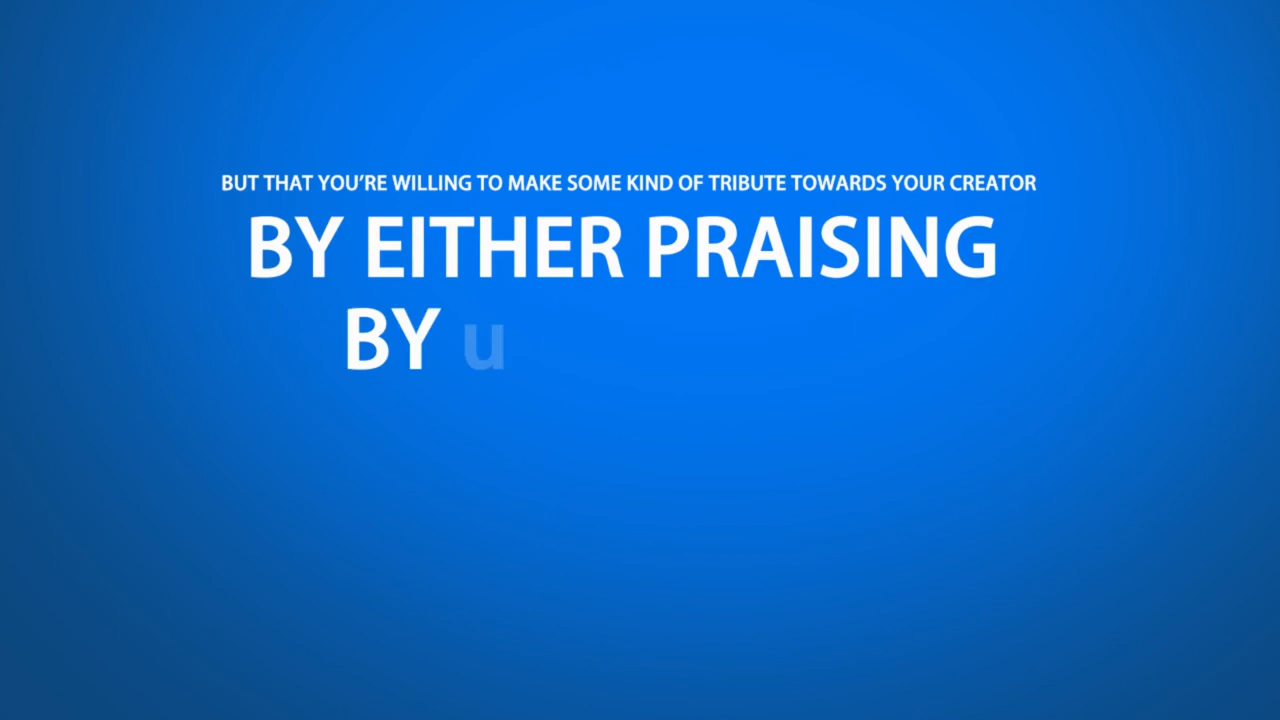 BUT THAT YOU’RE WILLING TO MAKE SOME KIND OF TRIBUTE TOWARDS YOUR CREATOR
BY EITHER PRAISING
BY u